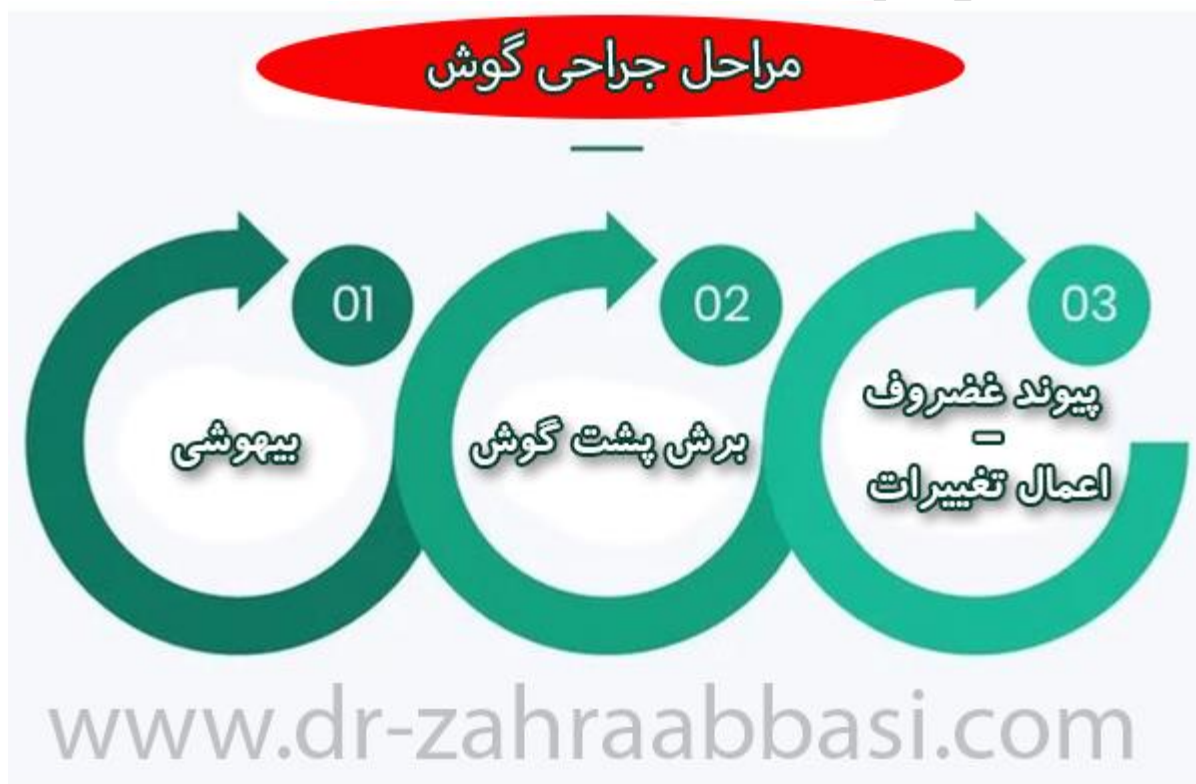 مراحل جراحی گوش
01
بیهوشی
02
برش پشت گوش
03
پیوند غضروف
–
اعمال تغییرات
www.dr-zahraabbasi.com